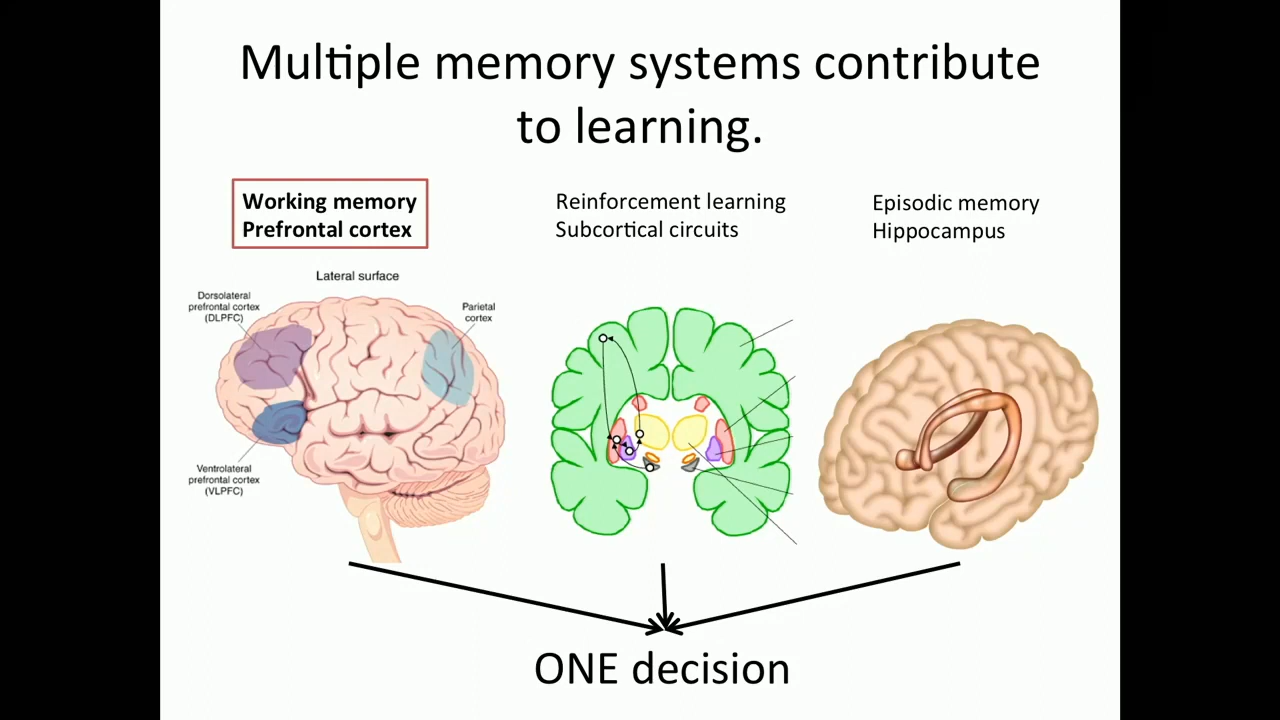 Multiple memory systems contribute
to learning.
Working memory
Prefrontal cortex
Reinforcement learning
Subcortical circuits
Episodic memory
Hippocampus
Lateral surface
Dorsolateral
prefrontal cortex
(DLPFC)
Parietal
cortex
Ventrolateral
prefrontal cortex
(VLPFC)
ONE decision